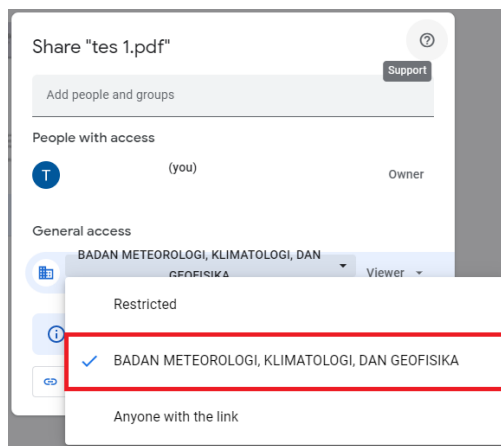 Share "tes 1.pdf"
Support
Add people and groups
People with access
T
(you)
Owner
General access
BADAN METEOROLOGI, KLIMATOLOGI, DAN
GEOFISIKA
Viewer
Restricted
BADAN METEOROLOGI, KLIMATOLOGI, DAN GEOFISIKA
Anyone with the link